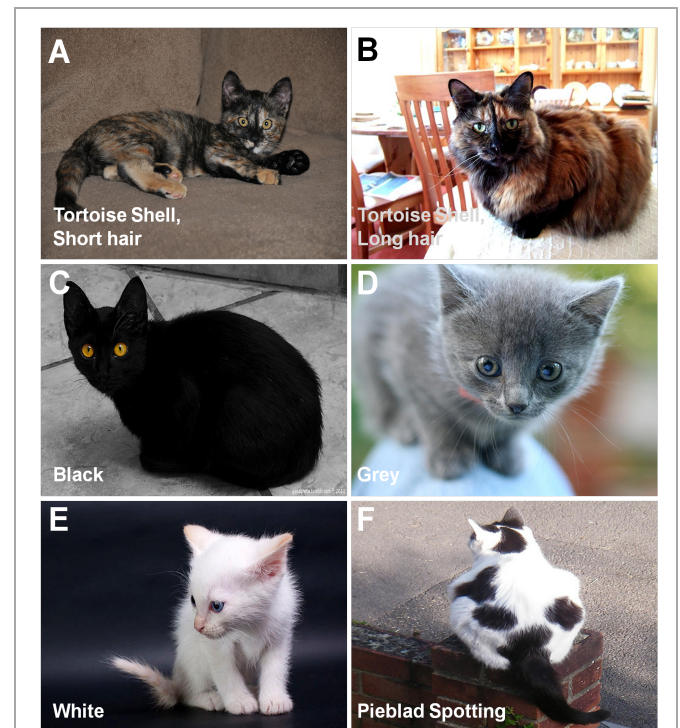 A
B
Tortoise Shell,
Short hair
Tortoise Shell,
Long hair
C
D
Black
Grey
E
F
White
Pieblad Spotting